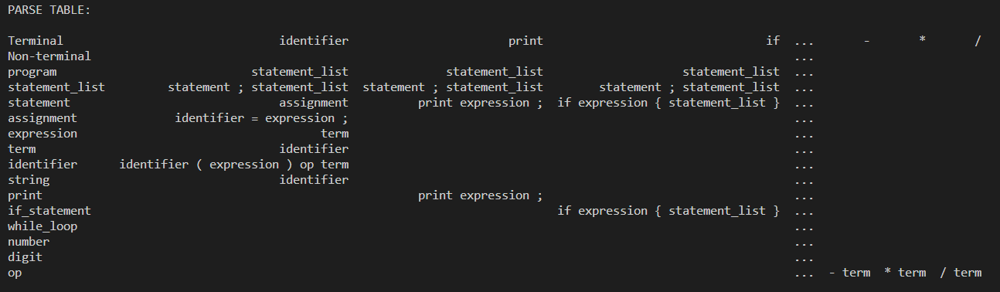 PARSE TABLE:
Terminal identifier print if ... - * /
Non-terminal ...
program statement_list statement_list statement_list ...
statement_list statement ; statement_list statement ; statement_list statement ; statement_list ...
statement assignment print expression ; if expression { statement_list } ...
assignment identifier = expression ; ...
expression term ...
term identifier ...
identifier identifier ( expression ) op term ...
string identifier ...
print print expression ; ...
if_statement if expression { statement_list } ...
while_loop ...
number ...
digit ...
op ... - term * term / term